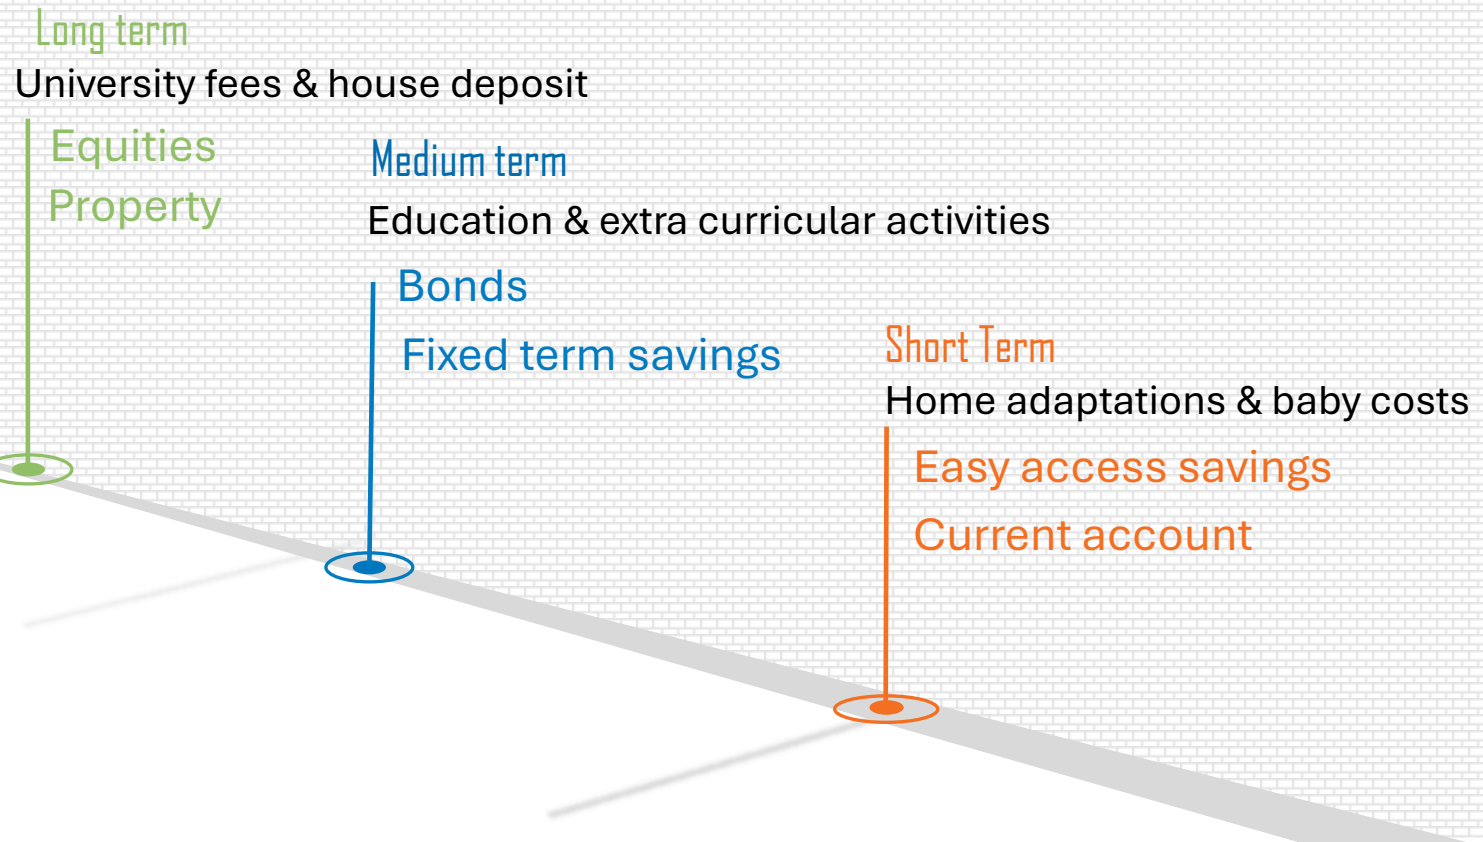 Long term
University fees & house deposit
Equities
Property
Medium term
Education & extra curricular activities
Bonds
Fixed term savings
Short Term
Home adaptations & baby costs
Easy access savings
Current account